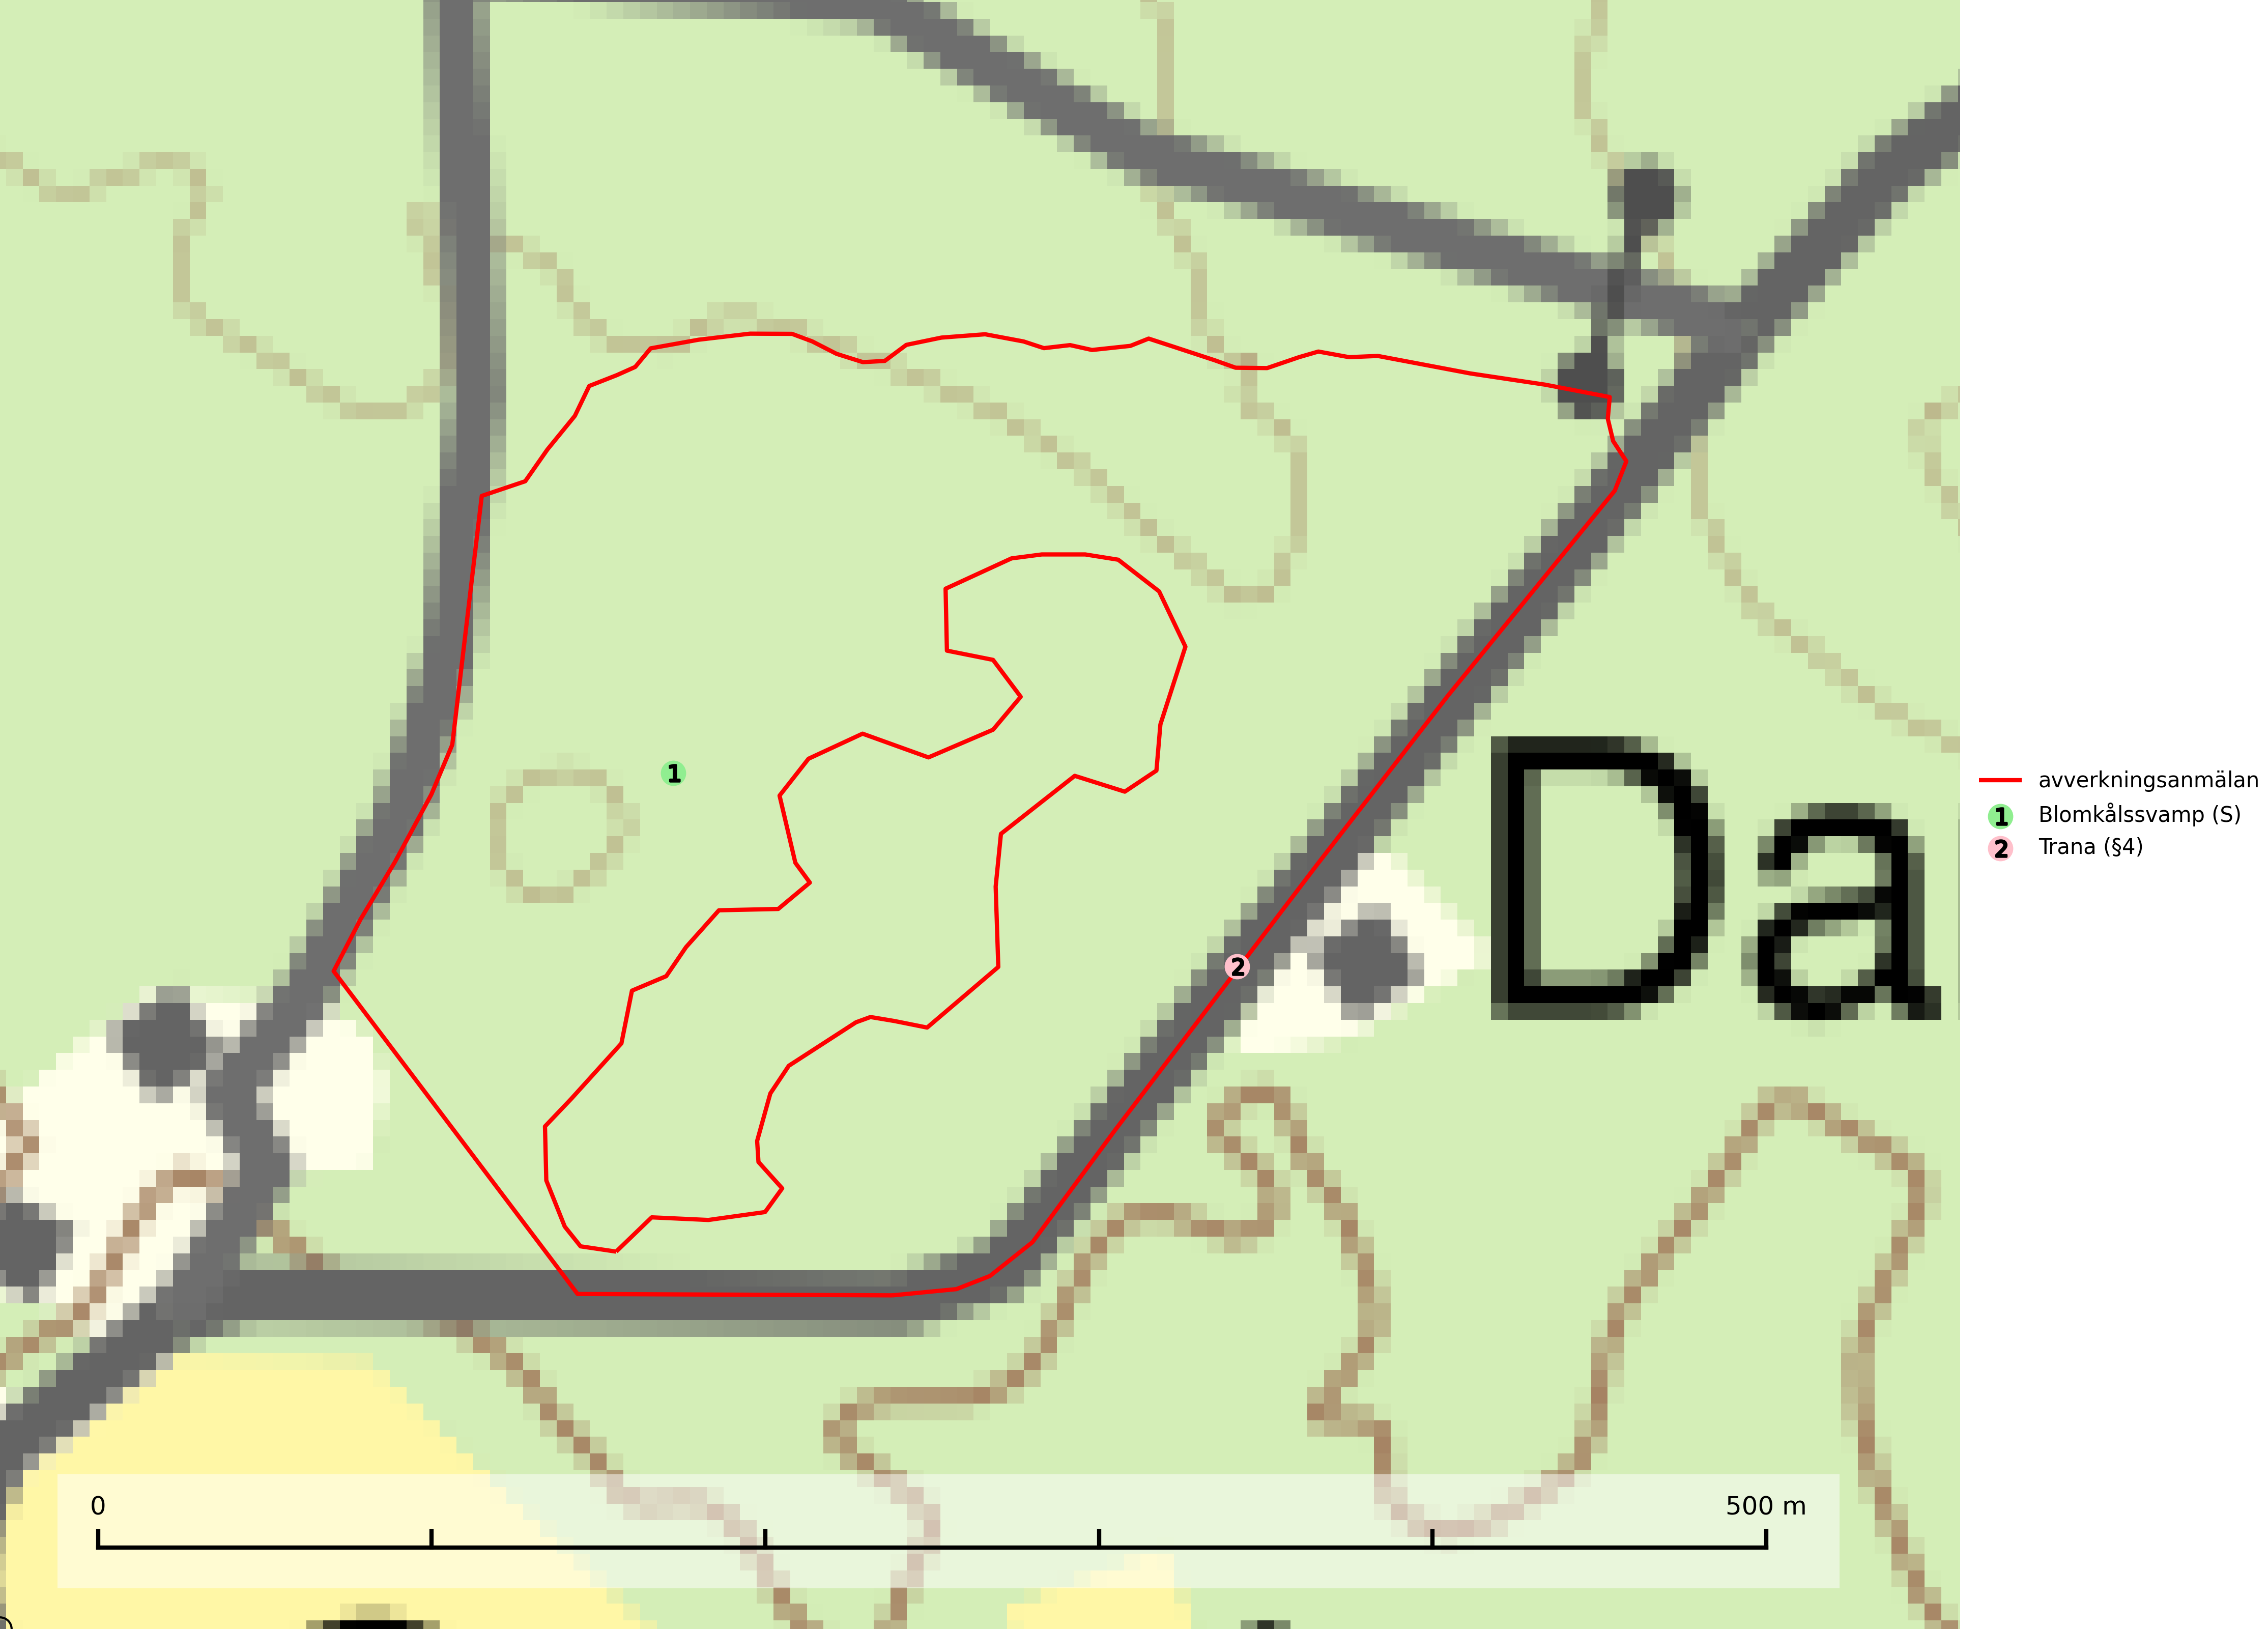 1
2
Da
avverkningsanmälan
1 Blomkålssvamp (S)
2 Trana (§4)
0 500 m